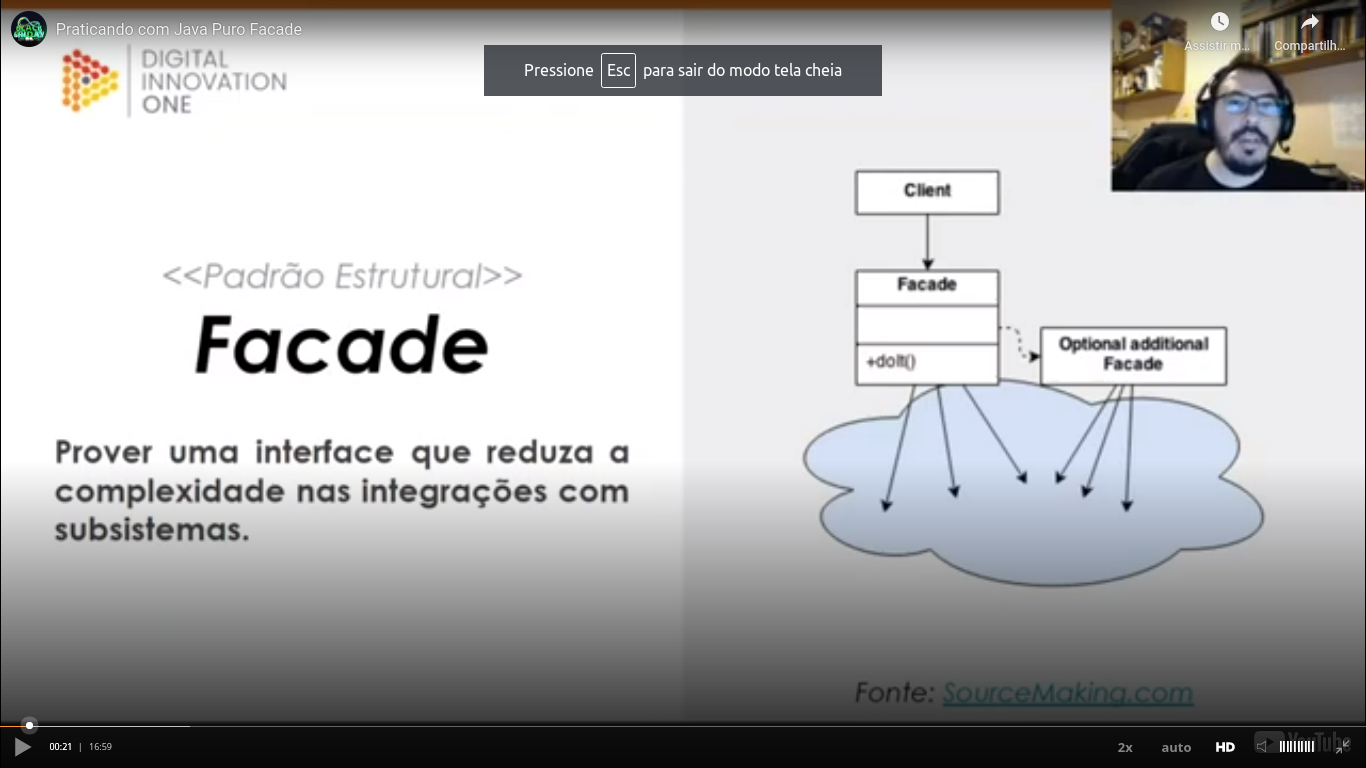 Praticando com Java Puro Facade
Assistir m...
Compartilh...
Pressione Esc para sair do modo tela cheia
DIGITAL
INNOVATION
ONE
<<Padrão Estrutural>>
Facade
Prover uma interface que reduza a
complexidade nas integrações com
subsistemas.
Client
Facade
+doIt()
Optional additional
Facade
Fonte: SourceMaking.com
00:21 | 16:59
2x
auto
HD
YouTube